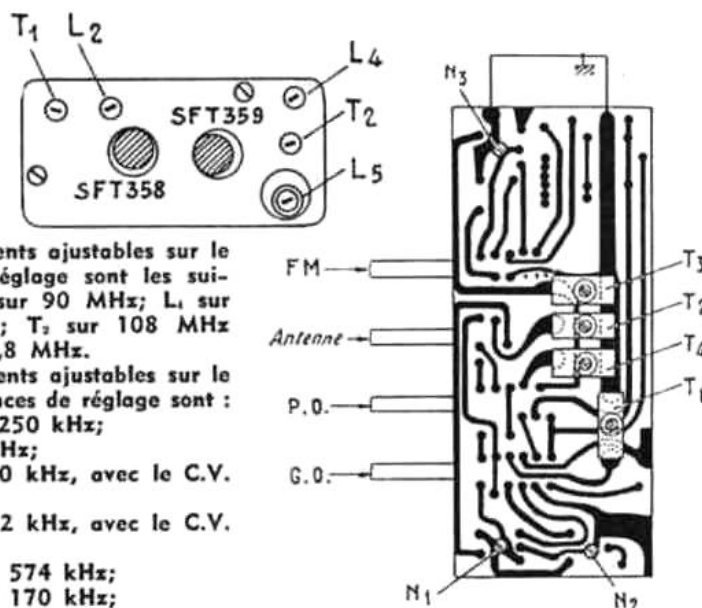 T1
L2
L4
SFT359
T2
SFT358
L5
ents ajustables sur le
réglage sont les sui-
sur 90 MHz; L₄ sur
; T₂ sur 108 MHz
,8 MHz.
ents ajustables sur le
ces de réglage sont :
250 kHz;
Hz;
0 kHz, avec le C.V.
2 kHz, avec le C.V.
574 kHz;
170 kHz;
N3
FM
Antenne
P.O.
G.O.
T3
T2
T4
T1
N1
N2